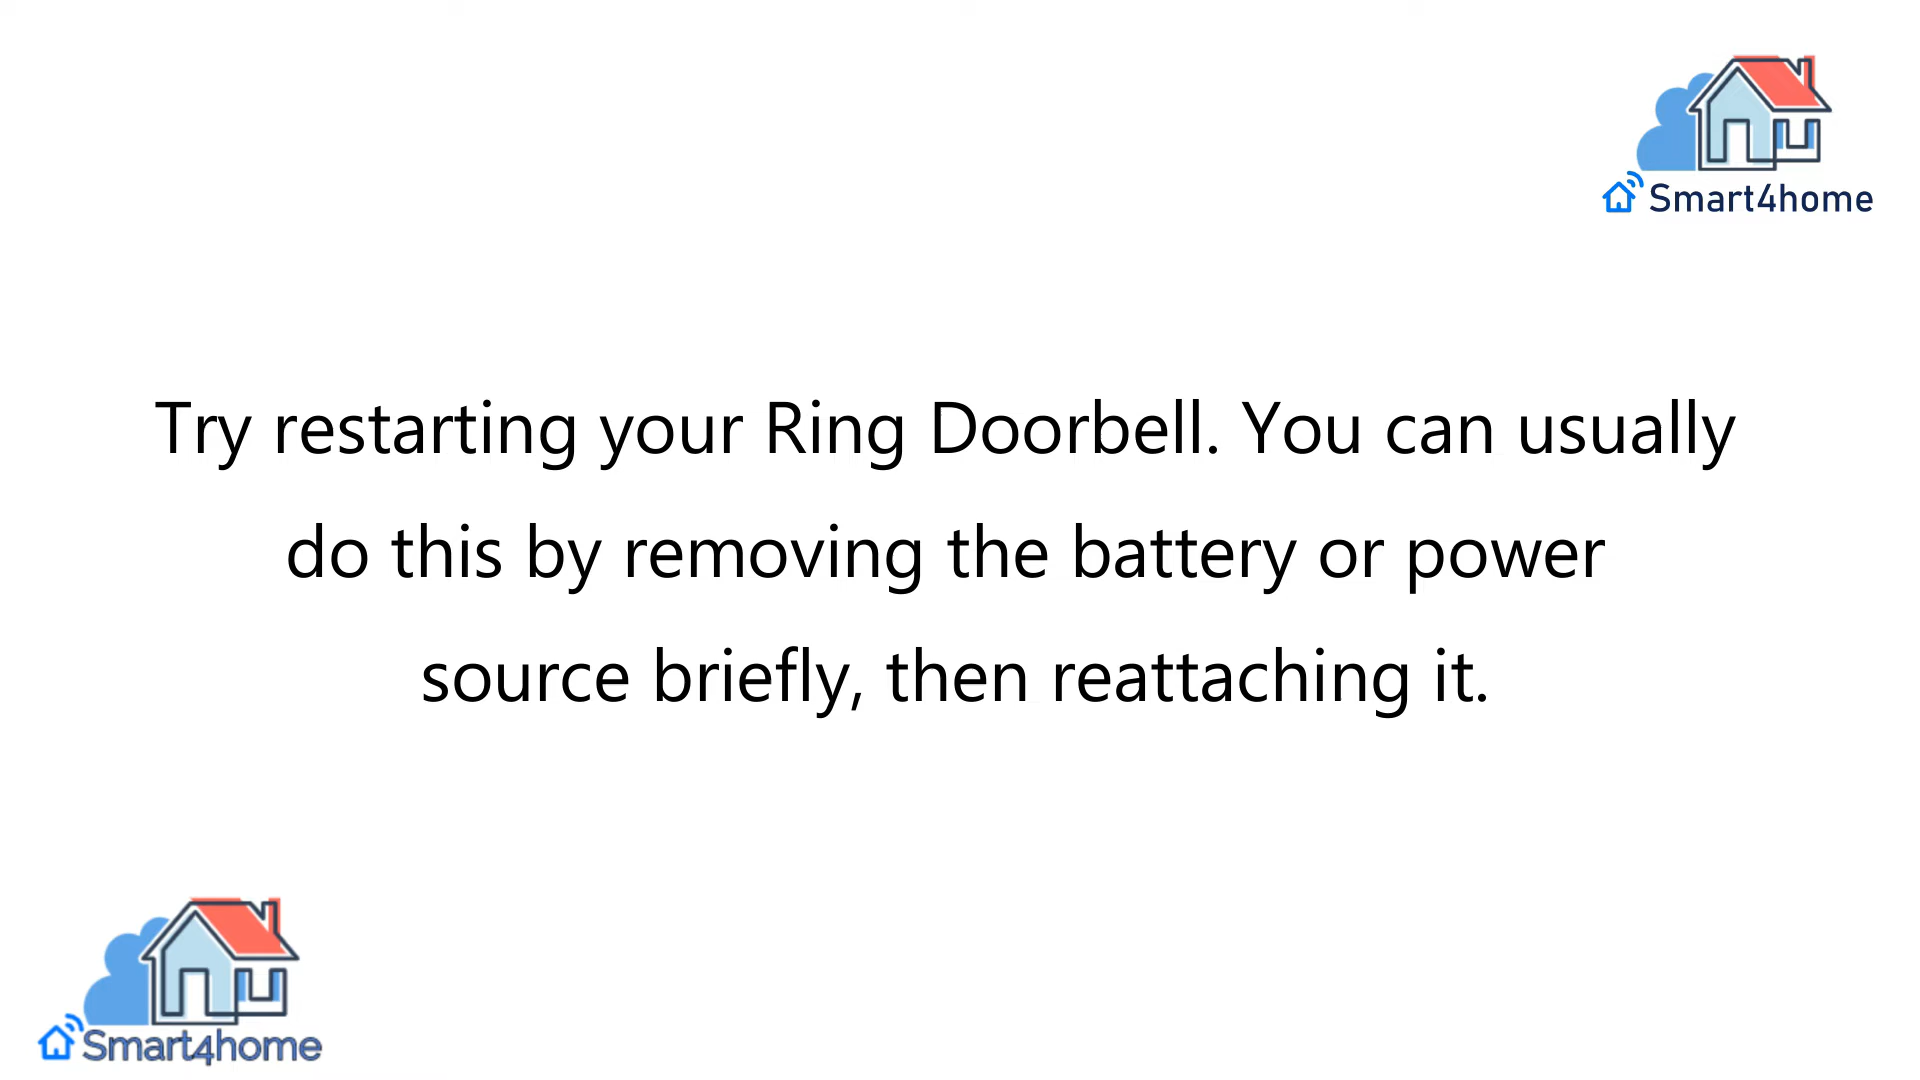 Smart4home
Try restarting your Ring Doorbell. You can usually
do this by removing the battery or power
source briefly, then reattaching it.
Smart4home